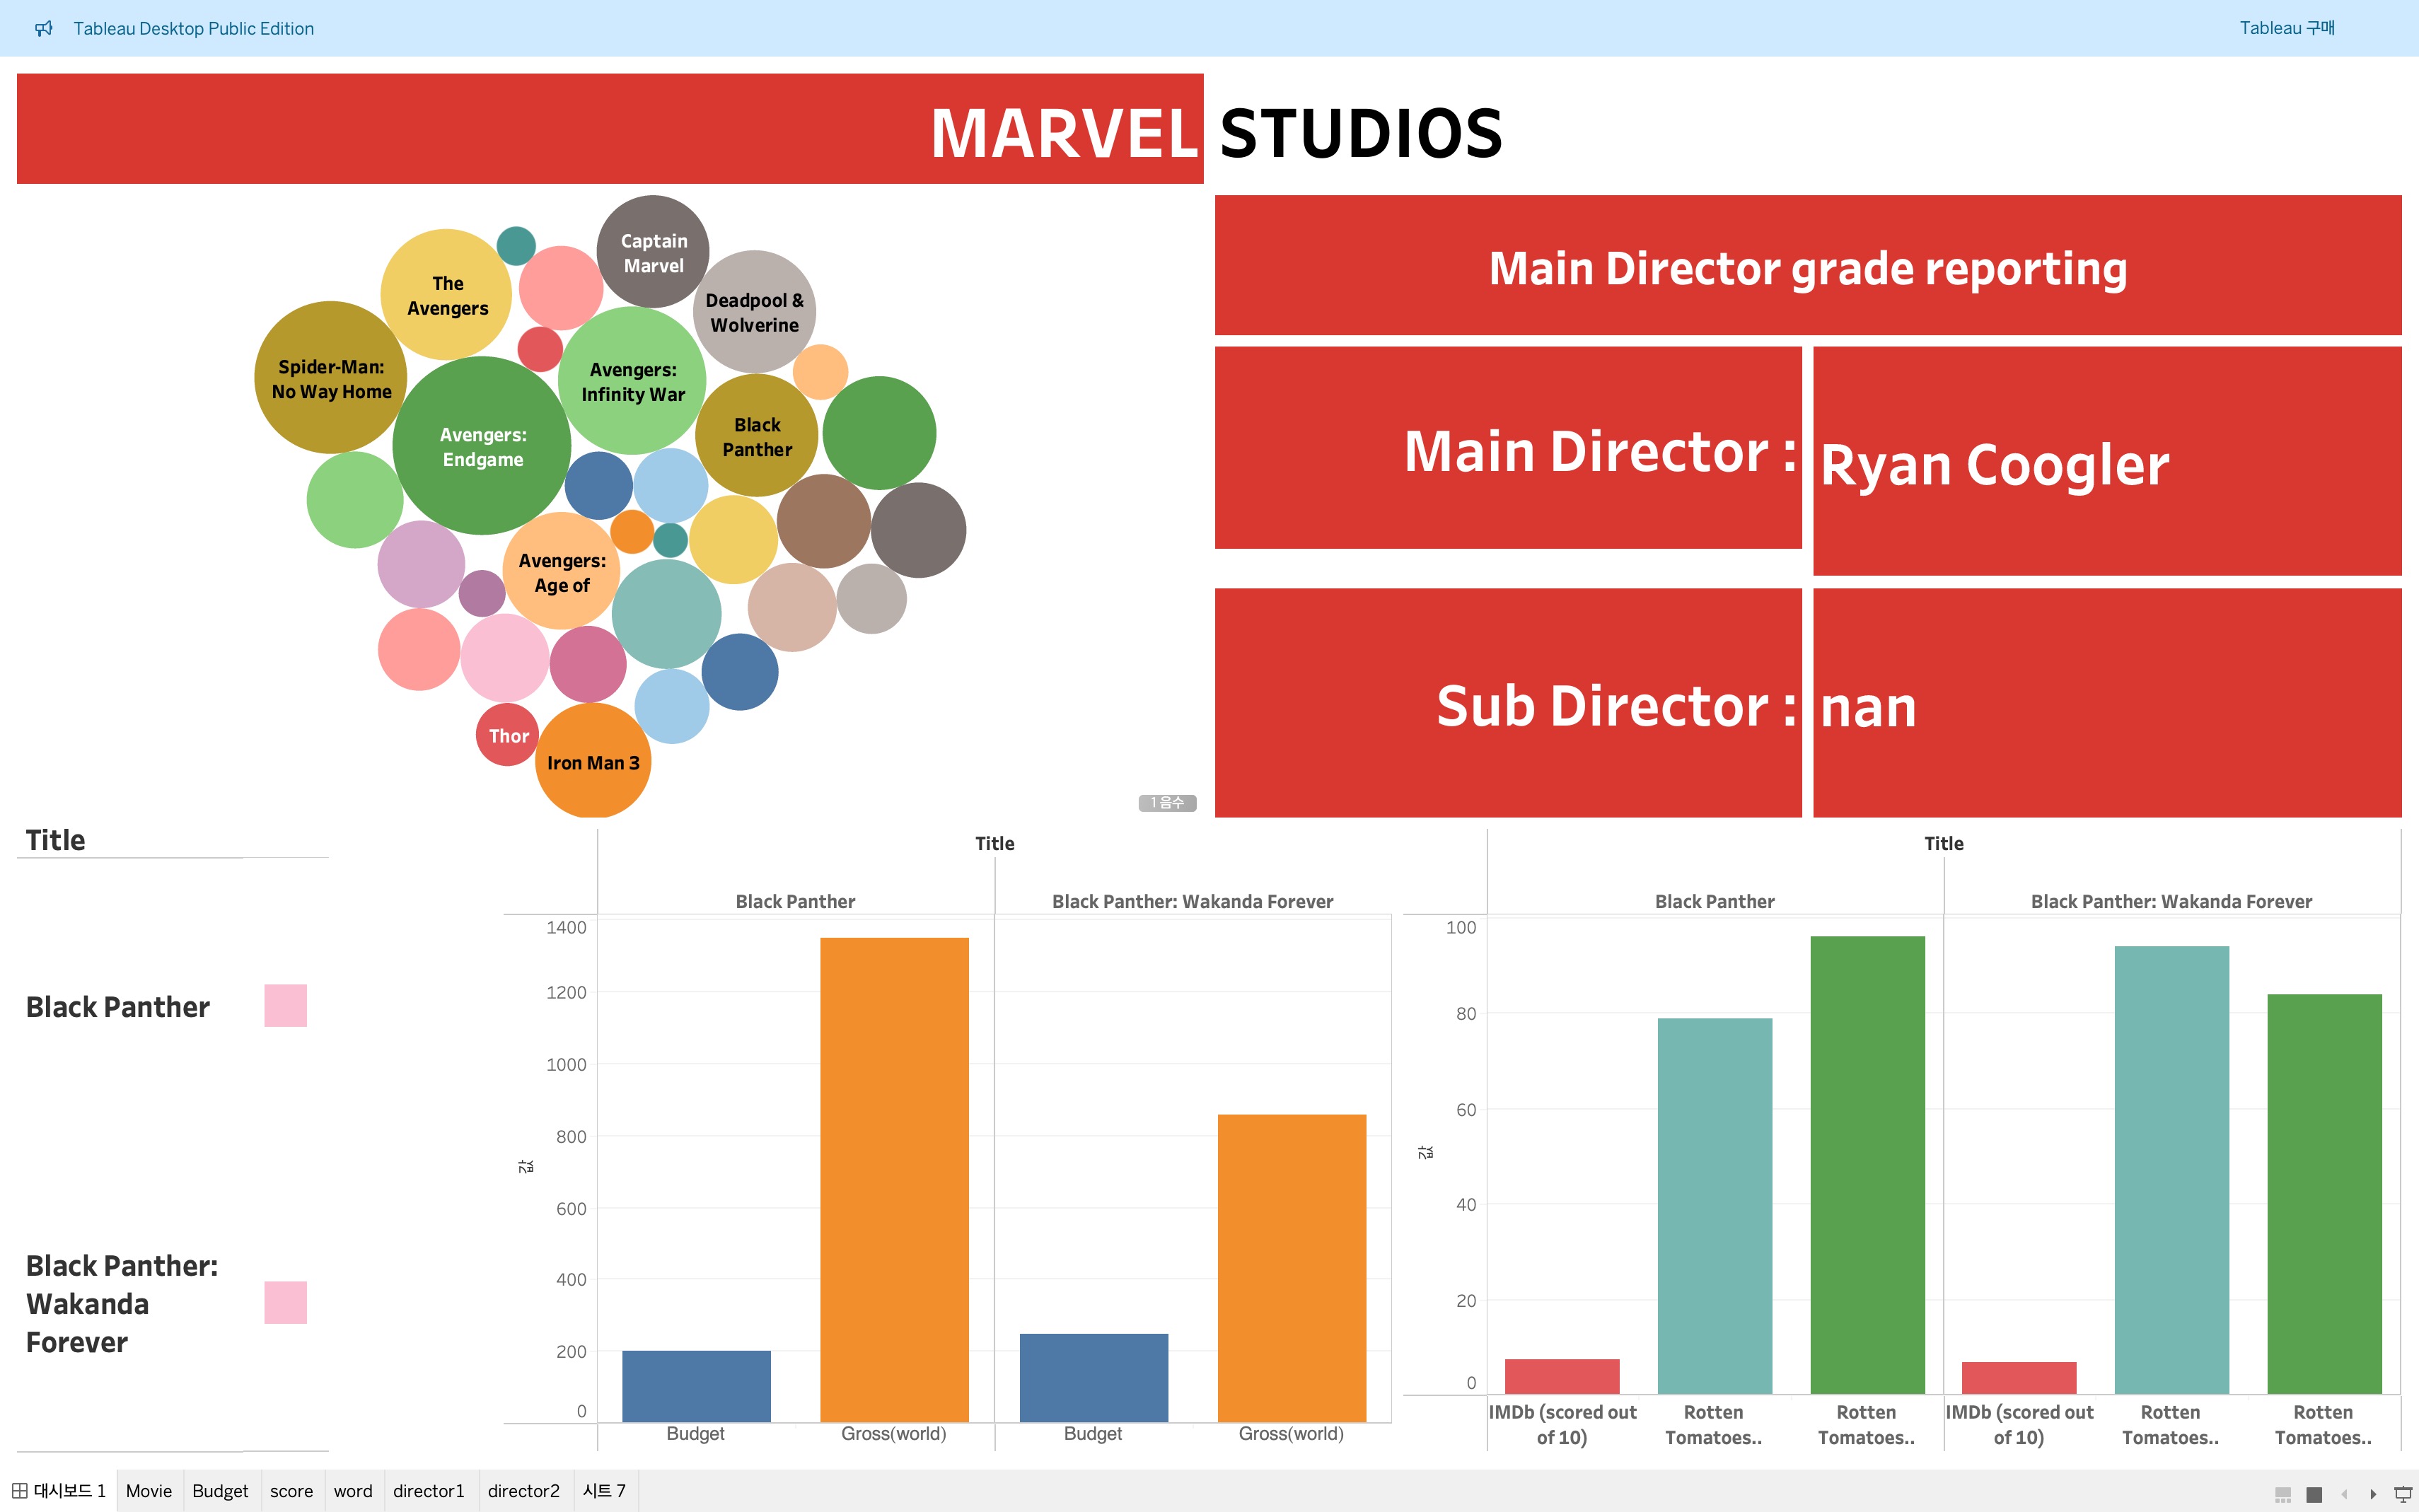 Tableau Desktop Public Edition
Tableau 구매
MARVEL STUDIOS
Captain
Marvel
The
Avengers
Deadpool &
Wolverine
Spider-Man:
No Way Home
Avengers:
Infinity War
Avengers:
Endgame
Black
Panther
Avengers:
Age of
Thor
Iron Man 3
1 음수
Main Director grade reporting
Main Director :
Ryan Coogler
Sub Director :
nan
Title
Black Panther
Black Panther:
Wakanda
Forever
Title
Black Panther
Black Panther: Wakanda Forever
1400
1200
1000
800
600
400
200
0
값
Budget
Gross(world)
Budget
Gross(world)
Title
Black Panther
Black Panther: Wakanda Forever
100
80
60
40
20
0
값
IMDb (scored out
of 10)
Rotten
Tomatoes..
Rotten
Tomatoes..
IMDb (scored out
of 10)
Rotten
Tomatoes..
Rotten
Tomatoes..
대시보드 1
Movie
Budget
score
word
director1
director2
시트 7